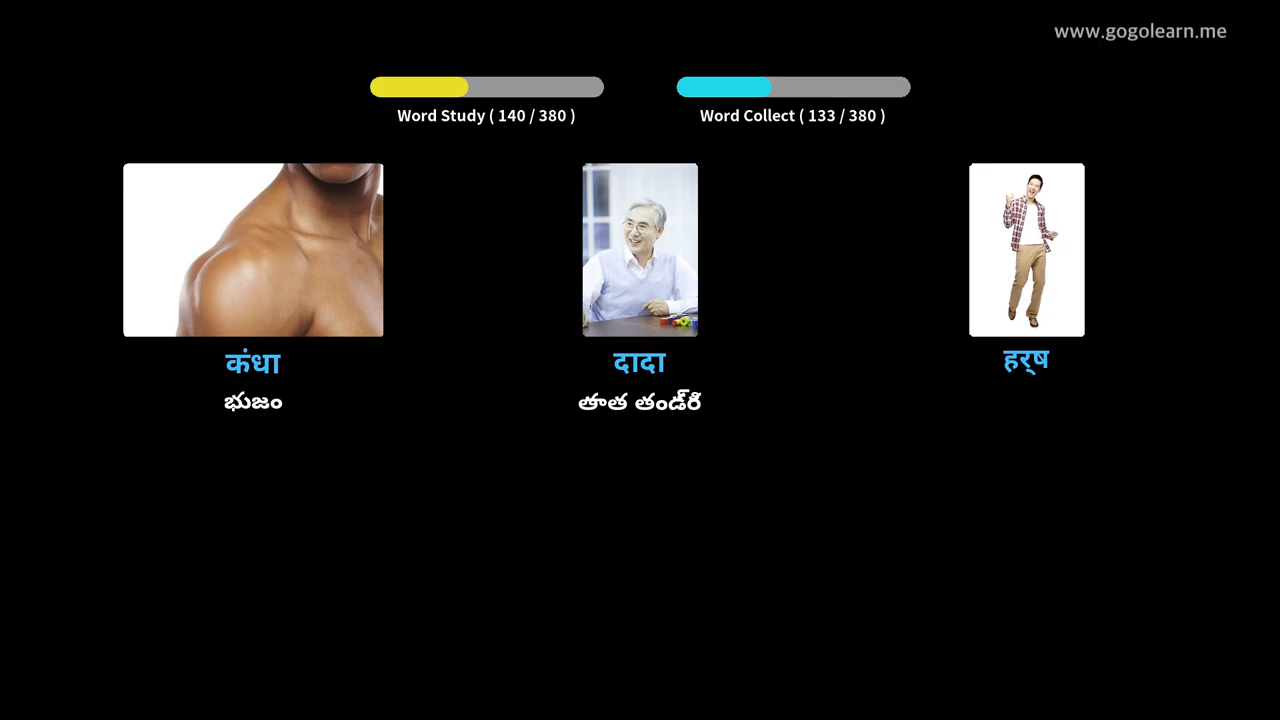 www.gogolearn.me
Word Study ( 140 / 380 )
Word Collect ( 133 / 380 )
कंधा
दादा
हर्‌ष
భుజం
తాత తండ్‌రి